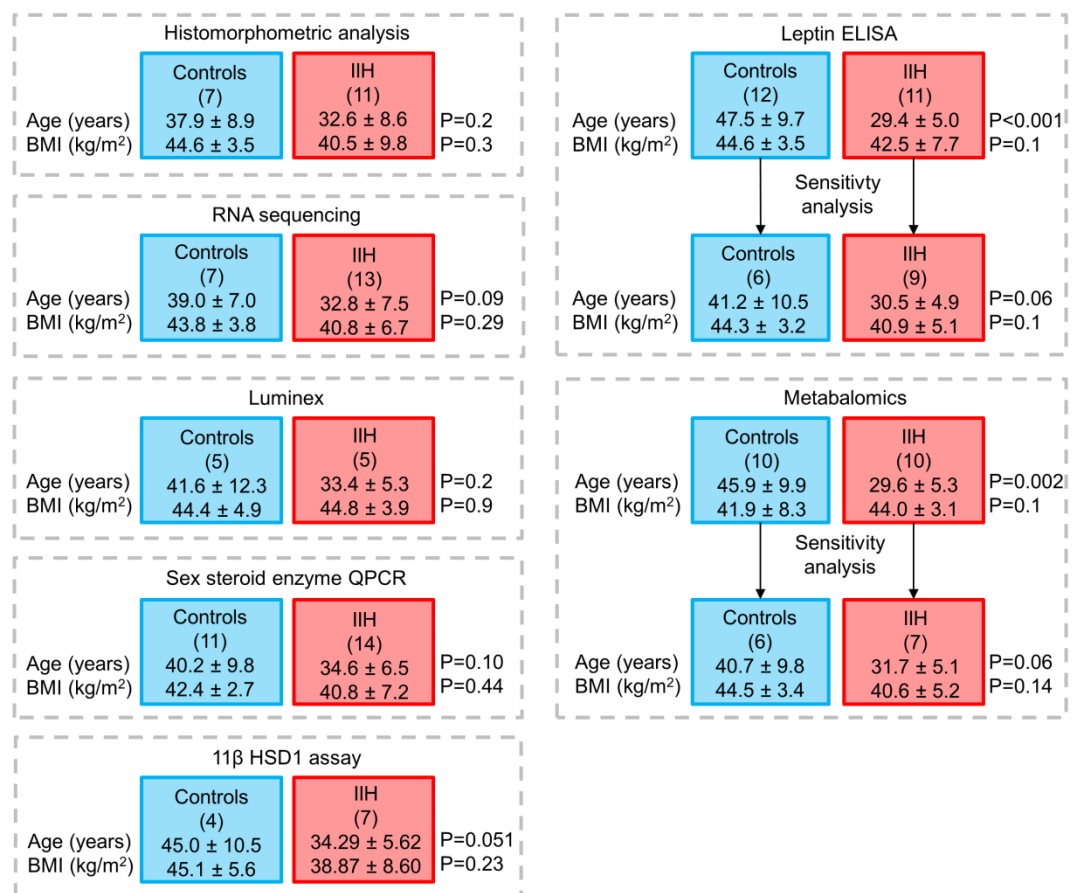 Histomorphometric analysis
Controls
(7)
IIH
(11)
Age (years) 37.9 ± 8.9 32.6 ± 8.6 P=0.2
BMI (kg/m²) 44.6 ± 3.5 40.5 ± 9.8 P=0.3
RNA sequencing
Controls
(7)
IIH
(13)
Age (years) 39.0 ± 7.0 32.8 ± 7.5 P=0.09
BMI (kg/m²) 43.8 ± 3.8 40.8 ± 6.7 P=0.29
Luminex
Controls
(5)
IIH
(5)
Age (years) 41.6 ± 12.3 33.4 ± 5.3 P=0.2
BMI (kg/m²) 44.4 ± 4.9 44.8 ± 3.9 P=0.9
Sex steroid enzyme QPCR
Controls
(11)
IIH
(14)
Age (years) 40.2 ± 9.8 34.6 ± 6.5 P=0.10
BMI (kg/m²) 42.4 ± 2.7 40.8 ± 7.2 P=0.44
11β HSD1 assay
Controls
(4)
IIH
(7)
Age (years) 45.0 ± 10.5 34.29 ± 5.62 P=0.051
BMI (kg/m²) 45.1 ± 5.6 38.87 ± 8.60 P=0.23
Leptin ELISA
Controls
(12)
IIH
(11)
Age (years) 47.5 ± 9.7 29.4 ± 5.0 P<0.001
BMI (kg/m²) 44.6 ± 3.5 42.5 ± 7.7 P=0.1
Sensitivty
analysis
Controls
(6)
IIH
(9)
Age (years) 41.2 ± 10.5 30.5 ± 4.9 P=0.06
BMI (kg/m²) 44.3 ± 3.2 40.9 ± 5.1 P=0.1
Metabalomics
Controls
(10)
IIH
(10)
Age (years) 45.9 ± 9.9 29.6 ± 5.3 P=0.002
BMI (kg/m²) 41.9 ± 8.3 44.0 ± 3.1 P=0.1
Sensitivity
analysis
Controls
(6)
IIH
(7)
Age (years) 40.7 ± 9.8 31.7 ± 5.1 P=0.06
BMI (kg/m²) 44.5 ± 3.4 40.6 ± 5.2 P=0.14